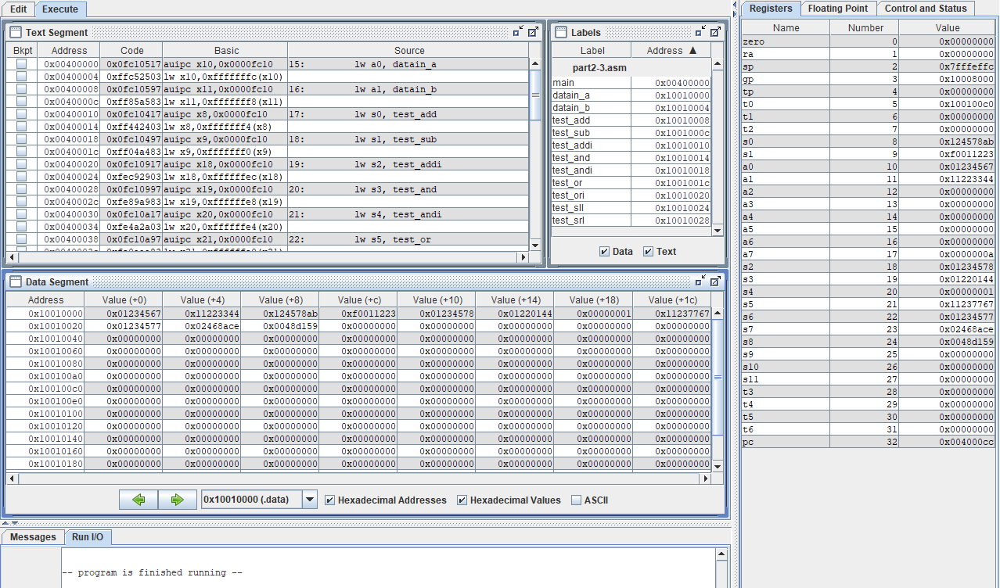 Edit Execute
Text Segment
Bkpt Address Code Basic Source
0x00400000 0x0fc10517 auipc x10,0x0000fc10 15: lw a0, datain_a
0x00400004 0xffc52503 lw x10,0xfffffffc(x10)
0x00400008 0x0fc10597 auipc x11,0x0000fc10 16: lw a1, datain_b
0x0040000c 0xff85a583 lw x11,0xfffffff8(x11)
0x00400010 0x0fc10417 auipc x8,0x0000fc10 17: lw s0, test_add
0x00400014 0xff442403 lw x8,0xfffffff4(x8)
0x00400018 0x0fc10497 auipc x9,0x0000fc10 18: lw s1, test_sub
0x0040001c 0xff04a483 lw x9,0xfffffff0(x9)
0x00400020 0x0fc10917 auipc x18,0x0000fc10 19: lw s2, test_addi
0x00400024 0xfec92903 lw x18,0xffffffec(x18)
0x00400028 0x0fc10997 auipc x19,0x0000fc10 20: lw s3, test_and
0x0040002c 0xfe89a983 lw x19,0xffffffe8(x19)
0x00400030 0x0fc10a17 auipc x20,0x0000fc10 21: lw s4, test_andi
0x00400034 0xfe4a2a03 lw x20,0xffffffe4(x20)
0x00400038 0x0fc10a97 auipc x21,0x0000fc10 22: lw s5, test_or
Labels
Label Address ▲
part2-3.asm
main 0x00400000
datain_a 0x10010000
datain_b 0x10010004
test_add 0x10010008
test_sub 0x1001000c
test_addi 0x10010010
test_and 0x10010014
test_andi 0x10010018
test_or 0x1001001c
test_ori 0x10010020
test_sll 0x10010024
test_srl 0x10010028
Data Text
Data Segment
Address Value (+0) Value (+4) Value (+8) Value (+c) Value (+10) Value (+14) Value (+18) Value (+1c)
0x10010000 0x01234567 0x11223344 0x124578ab 0xf0011223 0x01234578 0x01220144 0x00000001 0x11237767
0x10010020 0x01234577 0x02468ace 0x0048d159 0x00000000 0x00000000 0x00000000 0x00000000 0x00000000
0x10010040 0x00000000 0x00000000 0x00000000 0x00000000 0x00000000 0x00000000 0x00000000 0x00000000
0x10010060 0x00000000 0x00000000 0x00000000 0x00000000 0x00000000 0x00000000 0x00000000 0x00000000
0x10010080 0x00000000 0x00000000 0x00000000 0x00000000 0x00000000 0x00000000 0x00000000 0x00000000
0x100100a0 0x00000000 0x00000000 0x00000000 0x00000000 0x00000000 0x00000000 0x00000000 0x00000000
0x100100c0 0x00000000 0x00000000 0x00000000 0x00000000 0x00000000 0x00000000 0x00000000 0x00000000
0x100100e0 0x00000000 0x00000000 0x00000000 0x00000000 0x00000000 0x00000000 0x00000000 0x00000000
0x10010100 0x00000000 0x00000000 0x00000000 0x00000000 0x00000000 0x00000000 0x00000000 0x00000000
0x10010120 0x00000000 0x00000000 0x00000000 0x00000000 0x00000000 0x00000000 0x00000000 0x00000000
0x10010140 0x00000000 0x00000000 0x00000000 0x00000000 0x00000000 0x00000000 0x00000000 0x00000000
0x10010160 0x00000000 0x00000000 0x00000000 0x00000000 0x00000000 0x00000000 0x00000000 0x00000000
0x10010180 0x00000000 0x00000000 0x00000000 0x00000000 0x00000000 0x00000000 0x00000000 0x00000000
0x10010000 (.data) Hexadecimal Addresses Hexadecimal Values ASCII
Messages Run I/O
-- program is finished running --
Registers Floating Point Control and Status
Name Number Value
zero 0 0x00000000
ra 1 0x00000000
sp 2 0x7fffeffc
gp 3 0x10008000
tp 4 0x00000000
t0 5 0x100100c0
t1 6 0x00000000
t2 7 0x00000000
s0 8 0x124578ab
s1 9 0xf0011223
a0 10 0x01234567
a1 11 0x11223344
a2 12 0x00000000
a3 13 0x00000000
a4 14 0x00000000
a5 15 0x00000000
a6 16 0x00000000
a7 17 0x0000000a
s2 18 0x01234578
s3 19 0x01220144
s4 20 0x00000001
s5 21 0x11237767
s6 22 0x01234577
s7 23 0x02468ace
s8 24 0x0048d159
s9 25 0x00000000
s10 26 0x00000000
s11 27 0x00000000
t3 28 0x00000000
t4 29 0x00000000
t5 30 0x00000000
t6 31 0x00000000
pc 32 0x004000cc